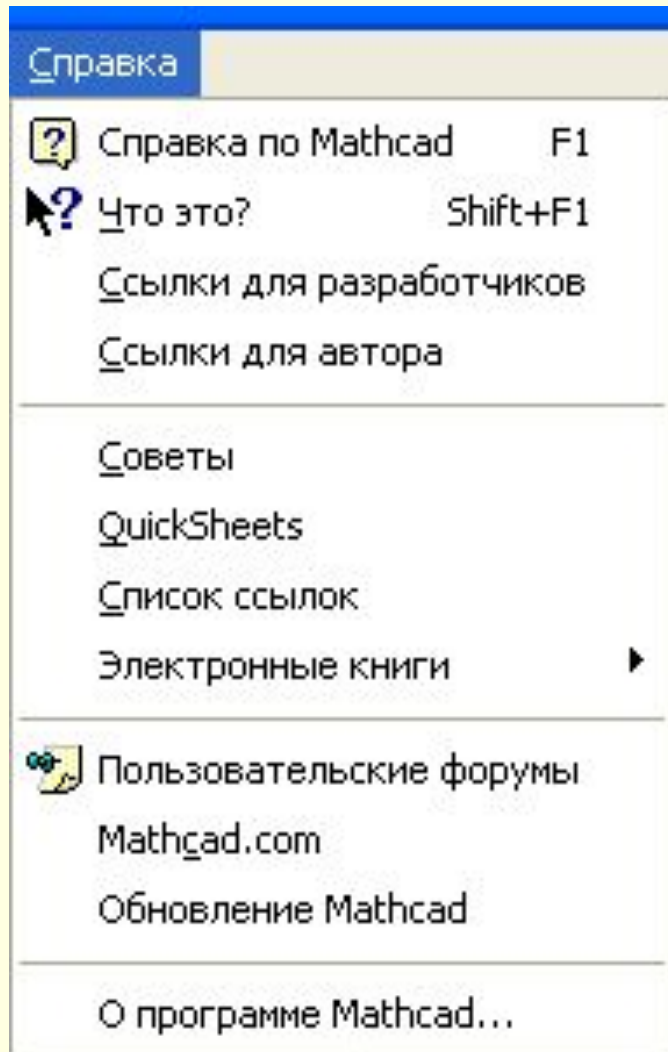 Справка
Справка по Mathcad F1
Что это? Shift+F1
Ссылки для разработчиков
Ссылки для автора
Советы
QuickSheets
Список ссылок
Электронные книги
Пользовательские форумы
Mathcad.com
Обновление Mathcad
О программе Mathcad...